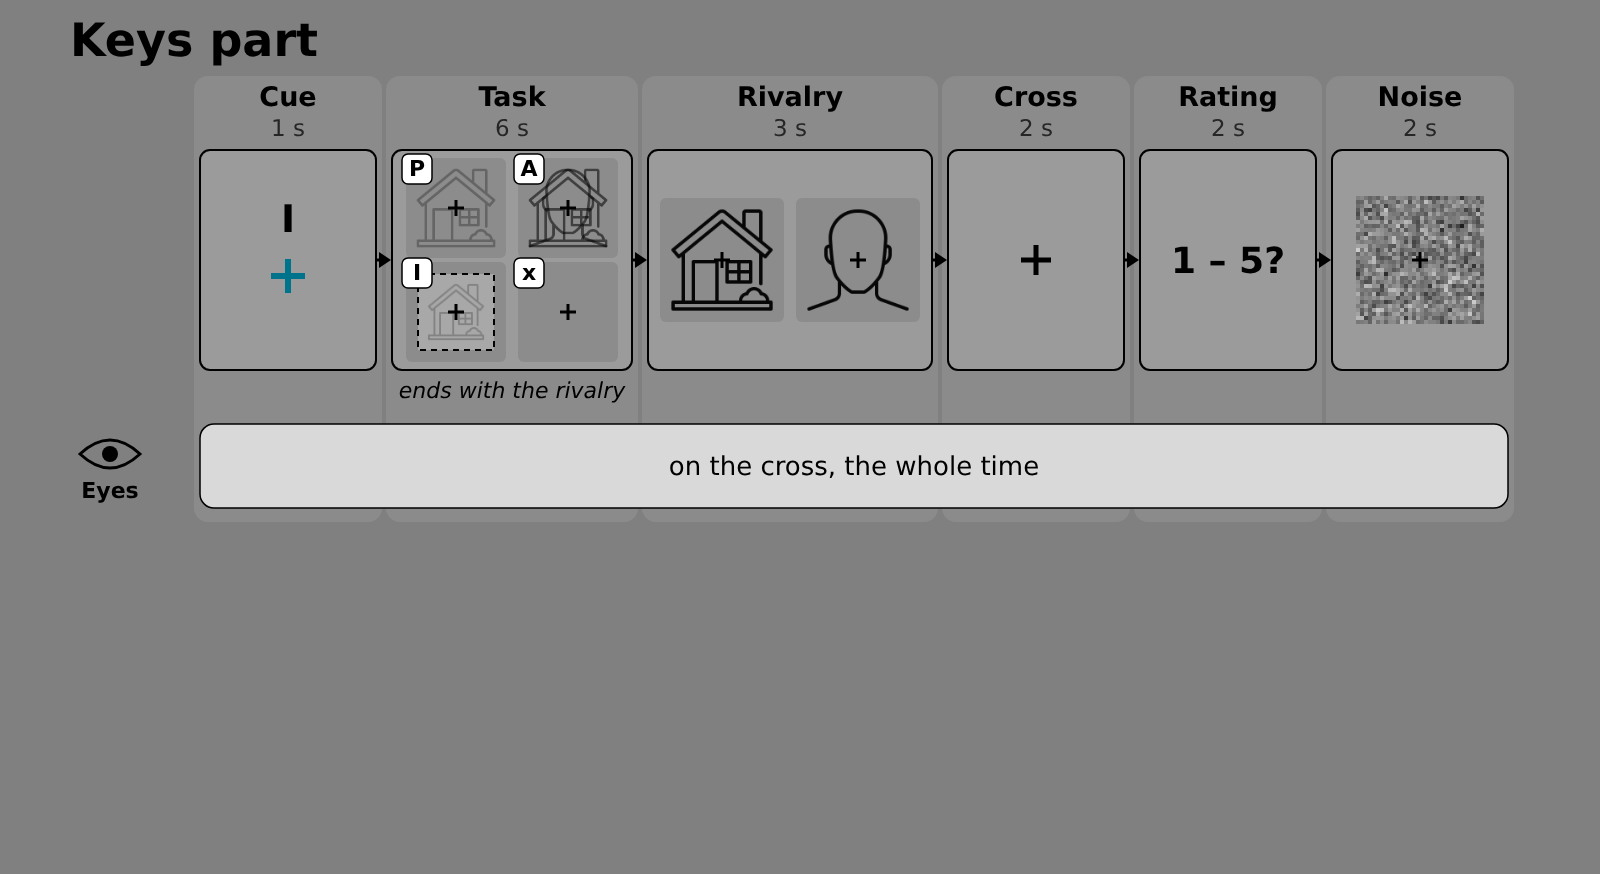 Keys part
Cue
1 s
Task
6 s
Rivalry
3 s
Cross
2 s
Rating
2 s
Noise
2 s
I
P
A
I
x
1 – 5?
ends with the rivalry
on the cross, the whole time
Eyes